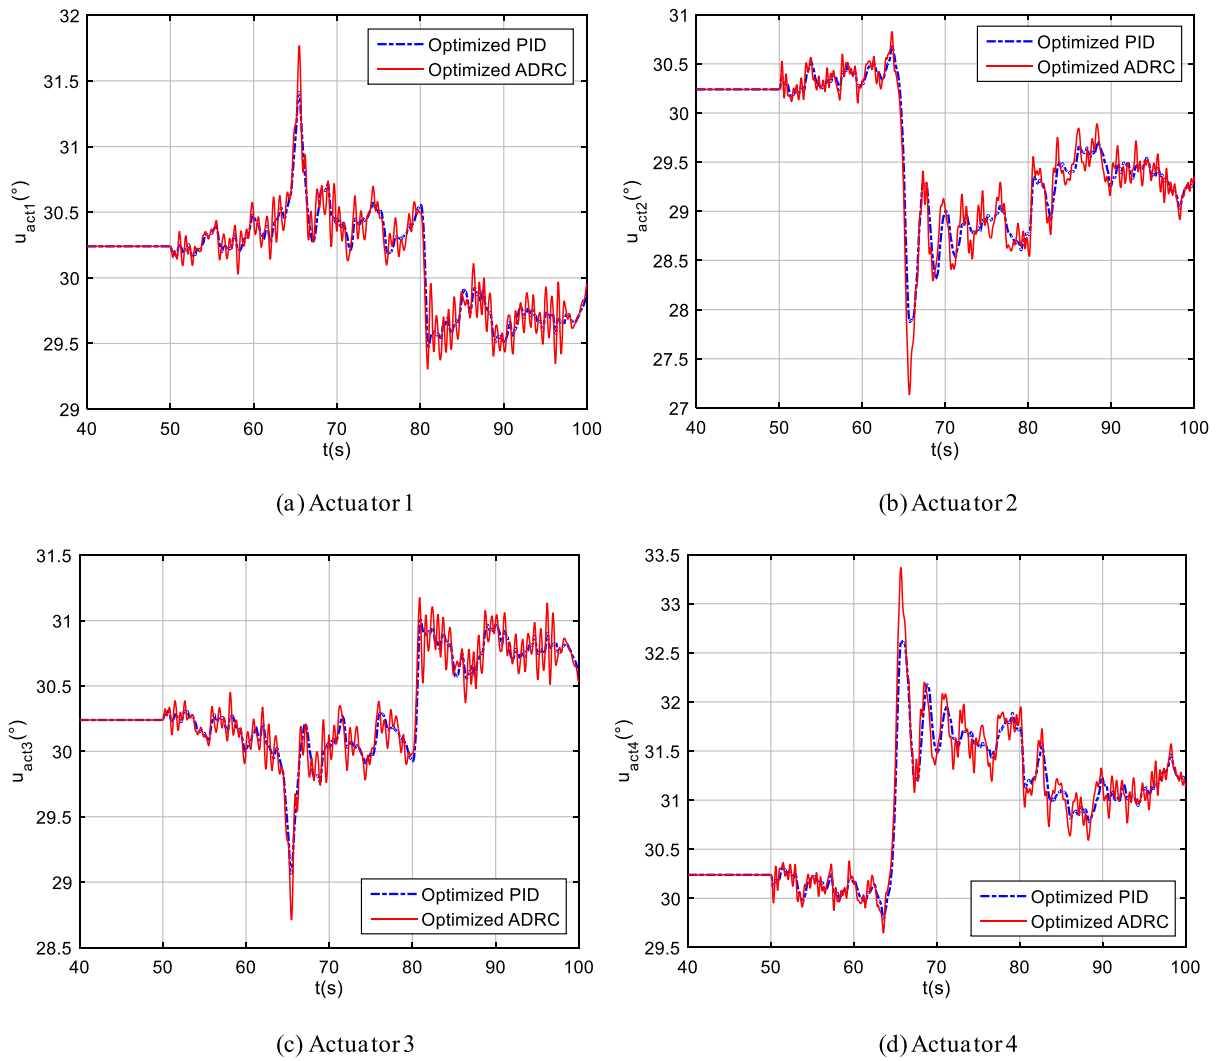 32
31.5
31
30.5
30
29.5
29
u_act1(°)
Optimized PID
Optimized ADRC
40 50 60 70 80 90 100
t(s)
(a) Actuator 1
31
30.5
30
29.5
29
28.5
28
27.5
27
u_act2(°)
Optimized PID
Optimized ADRC
40 50 60 70 80 90 100
t(s)
(b) Actuator 2
31.5
31
30.5
30
29.5
29
28.5
u_act3(°)
Optimized PID
Optimized ADRC
40 50 60 70 80 90 100
t(s)
(c) Actuator 3
33.5
33
32.5
32
31.5
31
30.5
30
29.5
u_act4(°)
Optimized PID
Optimized ADRC
40 50 60 70 80 90 100
t(s)
(d) Actuator 4